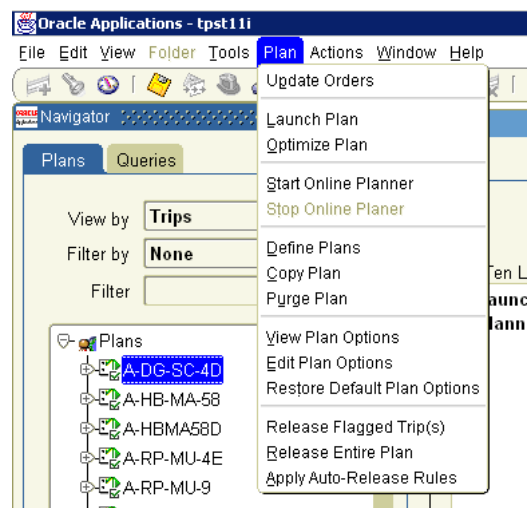 Oracle Applications - tpst11i
File Edit View Folder Tools Plan Actions Window Help
Navigator
Plans Queries
View by Trips
Filter by None
Filter
Plans
A-DG-SC-4D
A-HB-MA-58
A-HBMA58D
A-RP-MU-4E
A-RP-MU-9
Update Orders
Launch Plan
Optimize Plan
Start Online Planner
Stop Online Planer
Define Plans
Copy Plan
Purge Plan
View Plan Options
Edit Plan Options
Restore Default Plan Options
Release Flagged Trip(s)
Release Entire Plan
Apply Auto-Release Rules